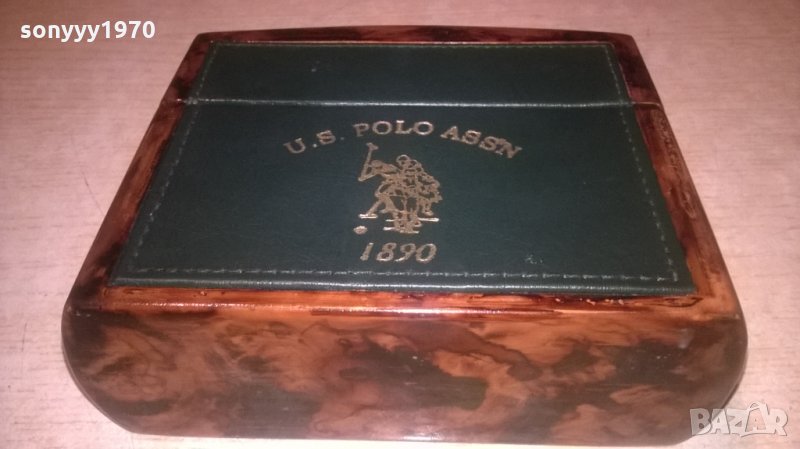 sonyyy1970
U.S. POLO ASSN
1890
BAZAR